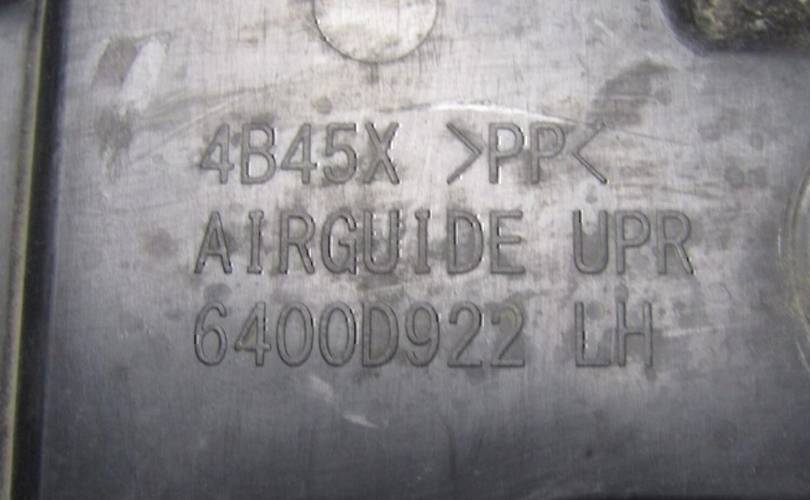 4B45X >PP<
AIRGUIDE UPR
6400D922 LH